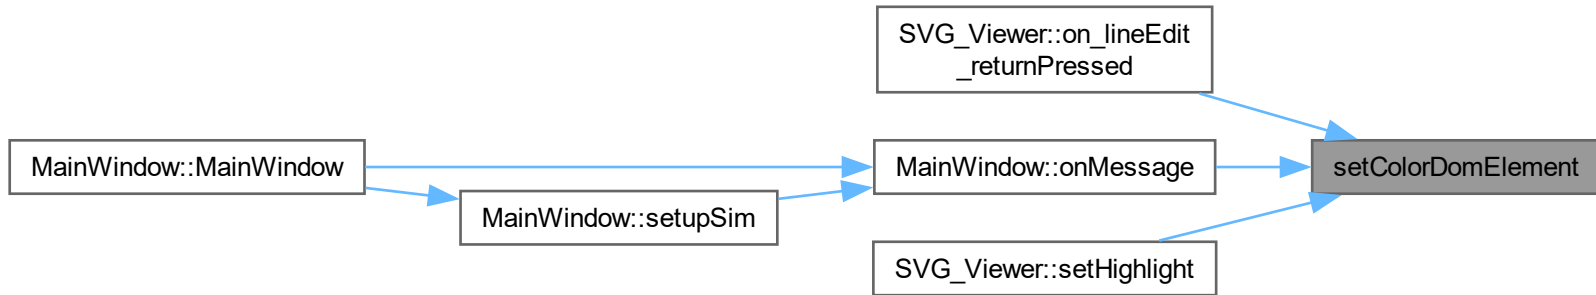 SVG_Viewer::on_lineEdit
_returnPressed
MainWindow::MainWindow
MainWindow::onMessage
setColorDomElement
MainWindow::setupSim
SVG_Viewer::setHighlight